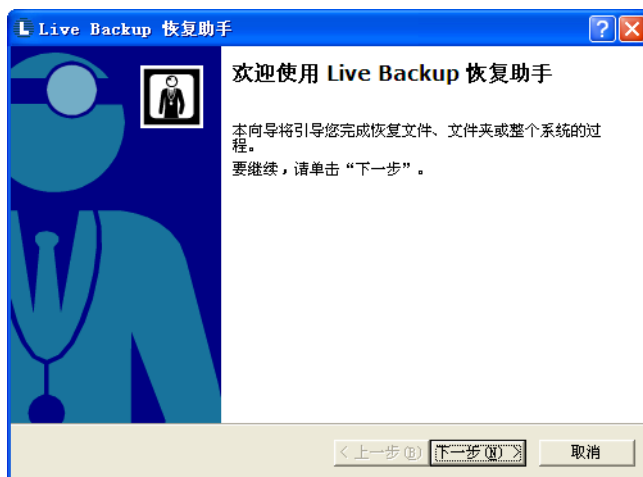 Live Backup 恢复助手
欢迎使用 Live Backup 恢复助手
本向导将引导您完成恢复文件、文件夹或整个系统的过
程。
要继续，请单击“下一步”。
< 上一步(B) 下一步(N) > 取消